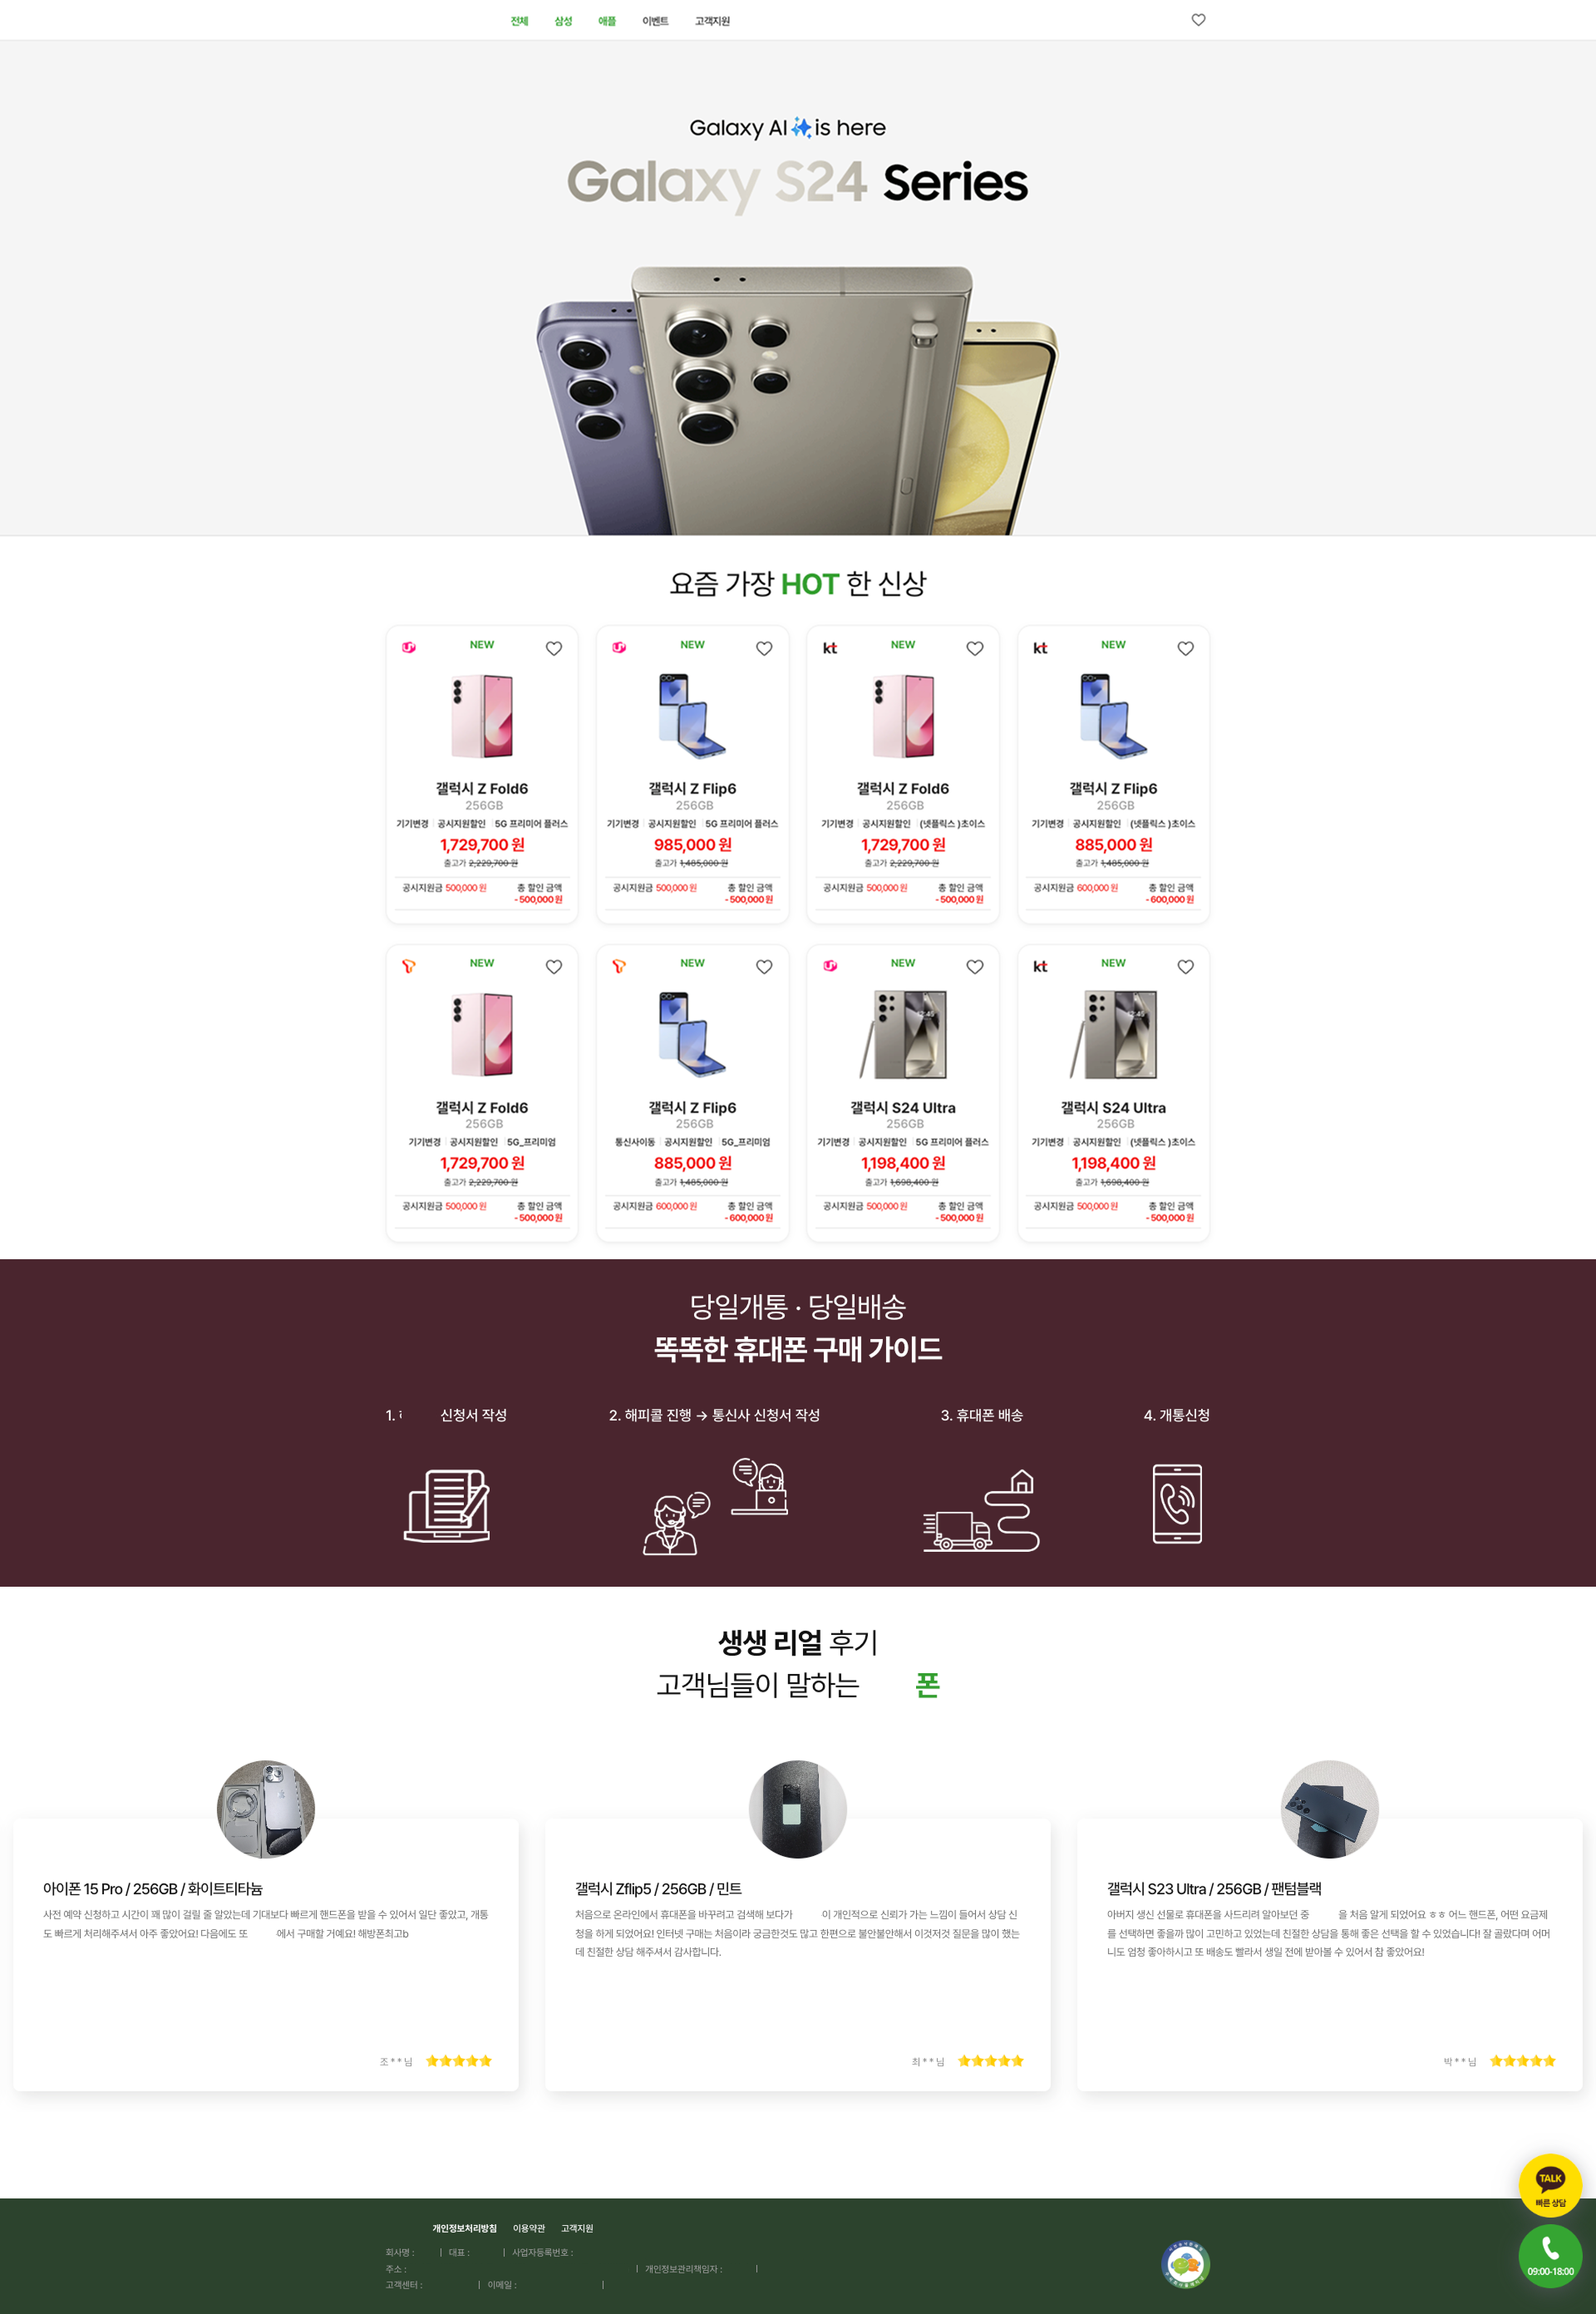 전체 삼성 애플 이벤트 고객지원
Galaxy AI is here
Galaxy S24 Series
요즘 가장 HOT 한 신상
NEW
갤럭시 Z Fold6
256GB
기기변경 공시지원할인 5G 프리미어 플러스
1,729,700 원
출고가 2,229,700 원
공시지원금 500,000 원 총 할인 금액
- 500,000 원
NEW
갤럭시 Z Flip6
256GB
기기변경 공시지원할인 5G 프리미어 플러스
985,000 원
출고가 1,485,000 원
공시지원금 500,000 원 총 할인 금액
- 500,000 원
kt NEW
갤럭시 Z Fold6
256GB
기기변경 공시지원할인 (넷플릭스 )초이스
1,729,700 원
출고가 2,229,700 원
공시지원금 500,000 원 총 할인 금액
- 500,000 원
kt NEW
갤럭시 Z Flip6
256GB
기기변경 공시지원할인 (넷플릭스 )초이스
885,000 원
출고가 1,485,000 원
공시지원금 600,000 원 총 할인 금액
- 600,000 원
NEW
갤럭시 Z Fold6
256GB
기기변경 공시지원할인 5G_프리미엄
1,729,700 원
출고가 2,229,700 원
공시지원금 500,000 원 총 할인 금액
- 500,000 원
NEW
갤럭시 Z Flip6
256GB
통신사이동 공시지원할인 5G_프리미엄
885,000 원
출고가 1,485,000 원
공시지원금 600,000 원 총 할인 금액
- 600,000 원
NEW
갤럭시 S24 Ultra
256GB
기기변경 공시지원할인 5G 프리미어 플러스
1,198,400 원
출고가 1,698,400 원
공시지원금 500,000 원 총 할인 금액
- 500,000 원
kt NEW
갤럭시 S24 Ultra
256GB
기기변경 공시지원할인 (넷플릭스 )초이스
1,198,400 원
출고가 1,698,400 원
공시지원금 500,000 원 총 할인 금액
- 500,000 원
당일개통 · 당일배송
똑똑한 휴대폰 구매 가이드
1. 신청서 작성
2. 해피콜 진행 → 통신사 신청서 작성
3. 휴대폰 배송
4. 개통신청
생생 리얼 후기
고객님들이 말하는 폰
아이폰 15 Pro / 256GB / 화이트티타늄
사전 예약 신청하고 시간이 꽤 많이 걸릴 줄 알았는데 기대보다 빠르게 핸드폰을 받을 수 있어서 일단 좋았고, 개통
도 빠르게 처리해주셔서 아주 좋았어요! 다음에도 또 에서 구매할 거예요! 해방폰최고b
조**님
갤럭시 Zflip5 / 256GB / 민트
처음으로 온라인에서 휴대폰을 바꾸려고 검색해 보다가 이 개인적으로 신뢰가 가는 느낌이 들어서 상담 신
청을 하게 되었어요! 인터넷 구매는 처음이라 궁금한것도 많고 한편으로 불안불안해서 이것저것 질문을 많이 했는
데 친절한 상담 해주셔서 감사합니다.
최**님
갤럭시 S23 Ultra / 256GB / 팬텀블랙
아버지 생신 선물로 휴대폰을 사드리려 알아보던 중 을 처음 알게 되었어요 ㅎㅎ 어느 핸드폰, 어떤 요금제
를 선택하면 좋을까 많이 고민하고 있었는데 친절한 상담을 통해 좋은 선택을 할 수 있었습니다! 잘 골랐다며 어머
니도 엄청 좋아하시고 또 배송도 빨라서 생일 전에 받아볼 수 있어서 참 좋았어요!
박**님
TALK
빠른 상담
09:00-18:00
개인정보처리방침 이용약관 고객지원
회사명 : | 대표 : | 사업자등록번호 :
주소 : | 개인정보관리책임자 : |
고객센터 : | 이메일 : |